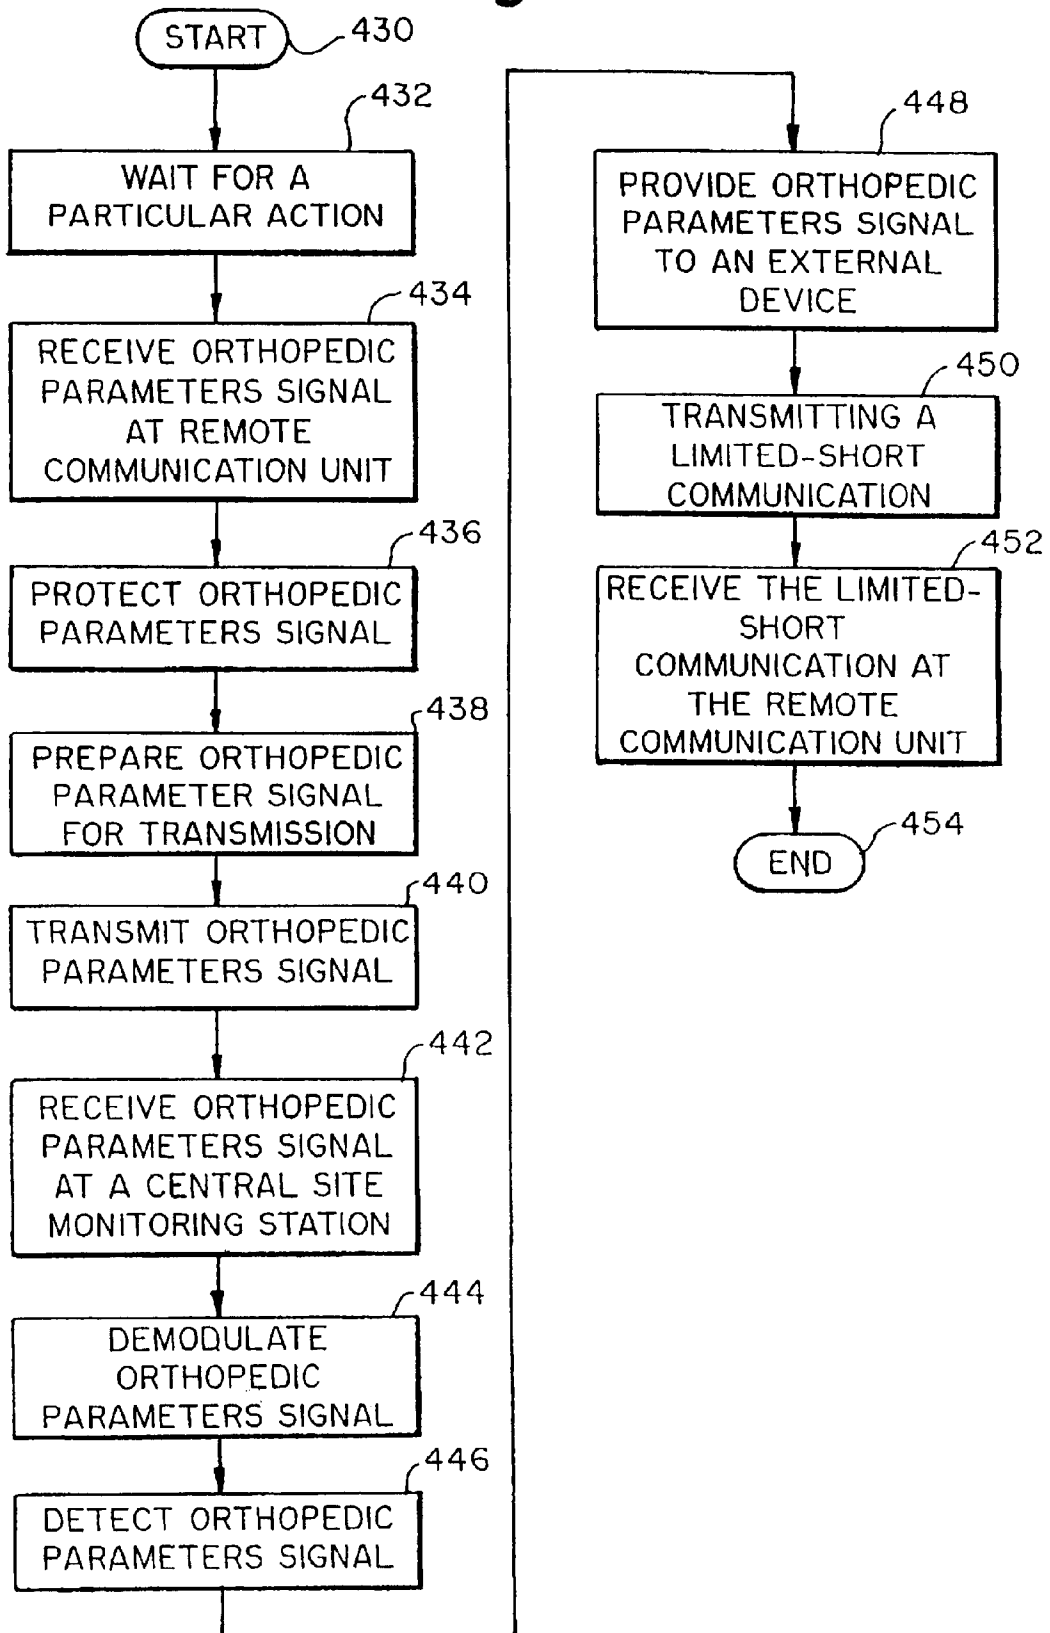 START
430
432
WAIT FOR A
PARTICULAR ACTION
434
RECEIVE ORTHOPEDIC
PARAMETERS SIGNAL
AT REMOTE
COMMUNICATION UNIT
436
PROTECT ORTHOPEDIC
PARAMETERS SIGNAL
438
PREPARE ORTHOPEDIC
PARAMETER SIGNAL
FOR TRANSMISSION
440
TRANSMIT ORTHOPEDIC
PARAMETERS SIGNAL
442
RECEIVE ORTHOPEDIC
PARAMETERS SIGNAL
AT A CENTRAL SITE
MONITORING STATION
444
DEMODULATE
ORTHOPEDIC
PARAMETERS SIGNAL
446
DETECT ORTHOPEDIC
PARAMETERS SIGNAL
448
PROVIDE ORTHOPEDIC
PARAMETERS SIGNAL
TO AN EXTERNAL
DEVICE
450
TRANSMITTING A
LIMITED-SHORT
COMMUNICATION
452
RECEIVE THE LIMITED-
SHORT
COMMUNICATION AT
THE REMOTE
COMMUNICATION UNIT
454
END